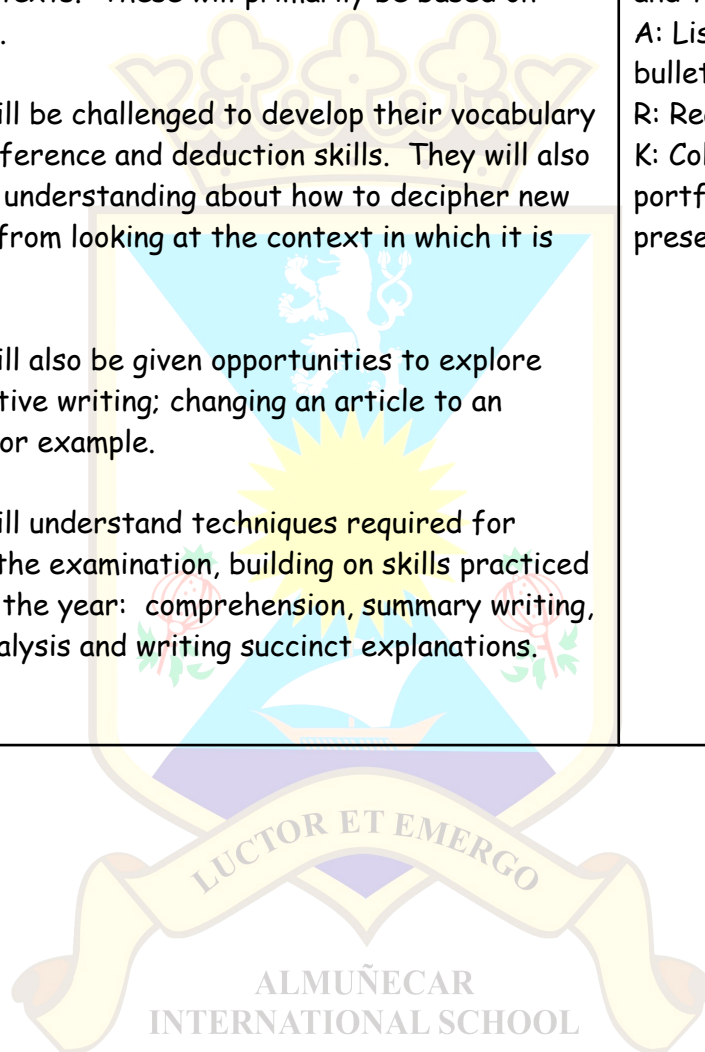 texts. These will primarily be based on
.
ill be challenged to develop their vocabulary
ference and deduction skills. They will also
understanding about how to decipher new
from looking at the context in which it is
ill also be given opportunities to explore
tive writing; changing an article to an
or example.
ill understand techniques required for
the examination, building on skills practiced
the year: comprehension, summary writing,
alysis and writing succinct explanations.
A: Lis
bullet
R: Rea
K: Col
portf
prese
LUCTOR ET EMERGO
ALMUÑECAR
INTERNATIONAL SCHOOL